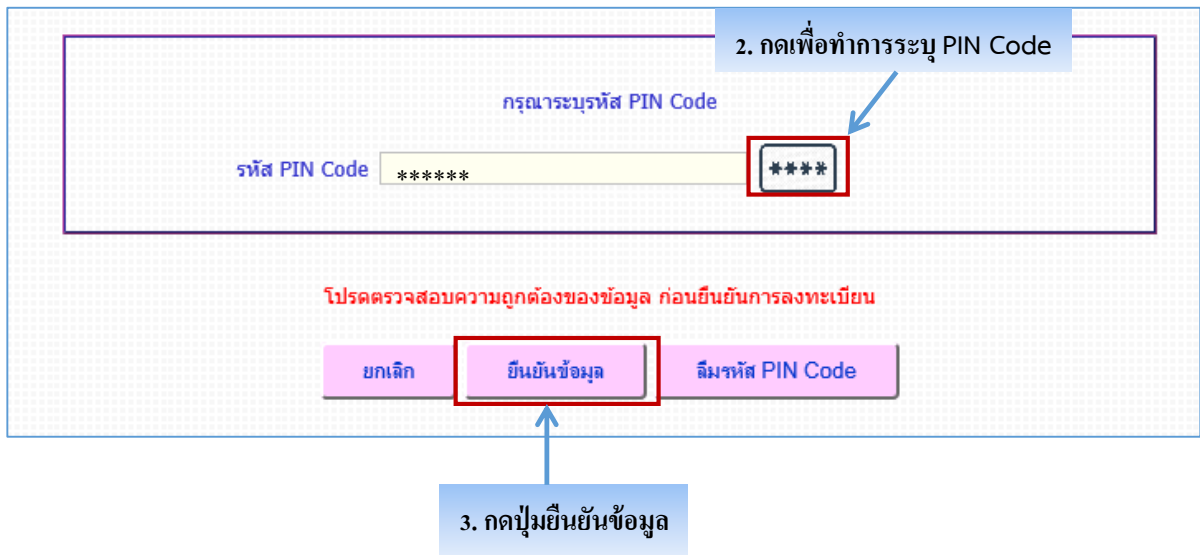 2. กดเพื่อทำการระบุ PIN Code
กรุณาระบุรหัส PIN Code
รหัส PIN Code ****** ****
โปรดตรวจสอบความถูกต้องของข้อมูล ก่อนยืนยันการลงทะเบียน
ยกเลิก ยืนยันข้อมูล ลืมรหัส PIN Code
3. กดปุ่มยืนยันข้อมูล